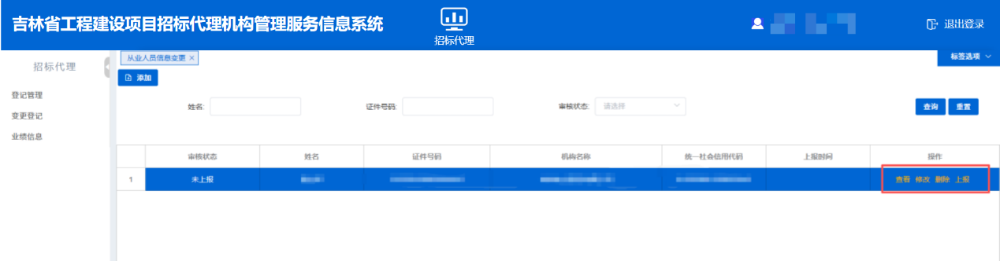 吉林省工程建设项目招标代理机构管理服务信息系统
招标代理
退出登录
招标代理
从业人员信息变更 ×
标签选项
添加
登记管理
变更登记
业绩信息
姓名:
证件号码:
审核状态: 请选择
查询 重置
审核状态 姓名 证件号码 机构名称 统一社会信用代码 上报时间 操作
1 未上报 查看 修改 删除 上报